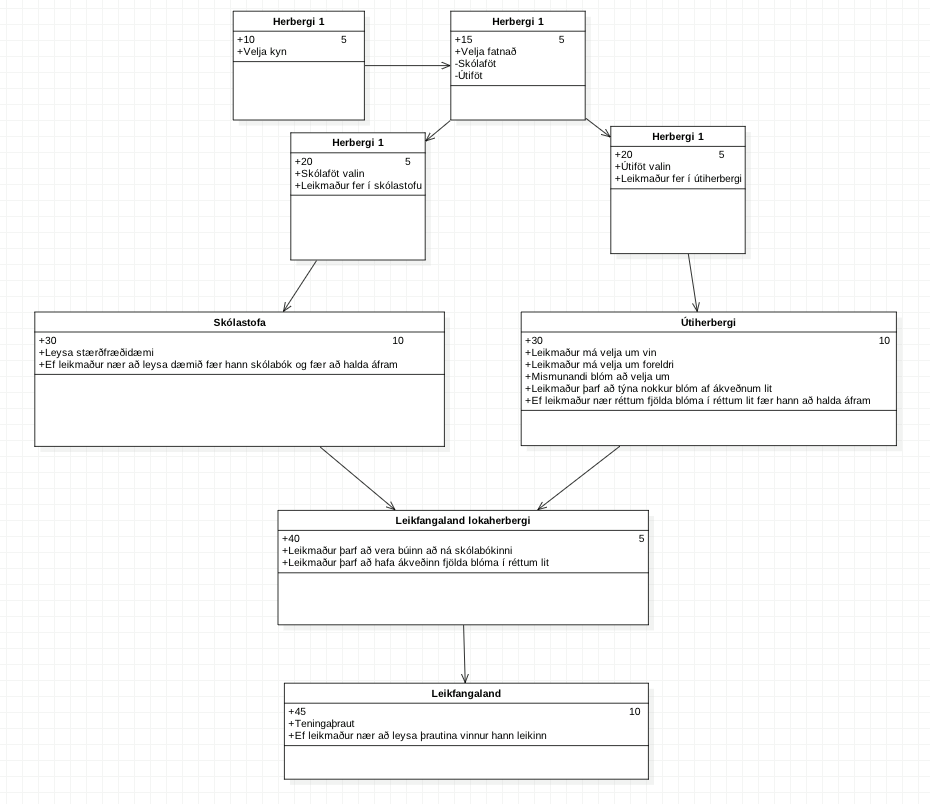 Herbergi 1
+10 5
+Velja kyn
Herbergi 1
+15 5
+Velja fatnað
-Skólaföt
-Útiföt
Herbergi 1
+20 5
+Skólaföt valin
+Leikmaður fer í skólastofu
Herbergi 1
+20 5
+Útiföt valin
+Leikmaður fer í útiherbergi
Skólastofa
+30 10
+Leysa stærðfræðidæmi
+Ef leikmaður nær að leysa dæmið fær hann skólabók og fær að halda áfram
Útiherbergi
+30 10
+Leikmaður má velja um vin
+Leikmaður má velja um foreldri
+Mismunandi blóm að velja um
+Leikmaður þarf að týna nokkur blóm af ákveðnum lit
+Ef leikmaður nær réttum fjölda blóma í réttum lit fær hann að halda áfram
Leikfangaland lokaherbergi
+40 5
+Leikmaður þarf að vera búinn að ná skólabókinni
+Leikmaður þarf að hafa ákveðinn fjölda blóma í réttum lit
Leikfangaland
+45 10
+Teningaþraut
+Ef leikmaður nær að leysa þrautina vinnur hann leikinn